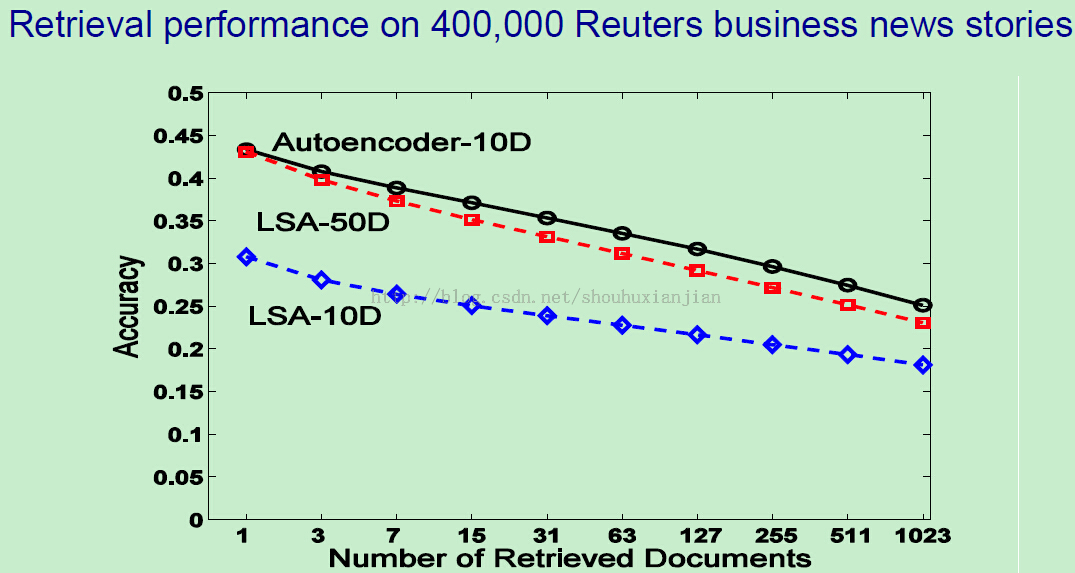 Retrieval performance on 400,000 Reuters business news stories
0.5
0.45
Autoencoder-10D
0.4
0.35
LSA-50D
0.3
http://blog.csdn.net/shouhuxianjian
0.25
LSA-10D
0.2
0.15
0.1
0.05
0
Accuracy
1 3 7 15 31 63 127 255 511 1023
Number of Retrieved Documents